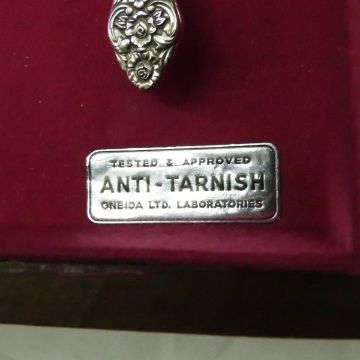 TESTED & APPROVED
ANTI-TARNISH
ONEIDA LTD. LABORATORIES